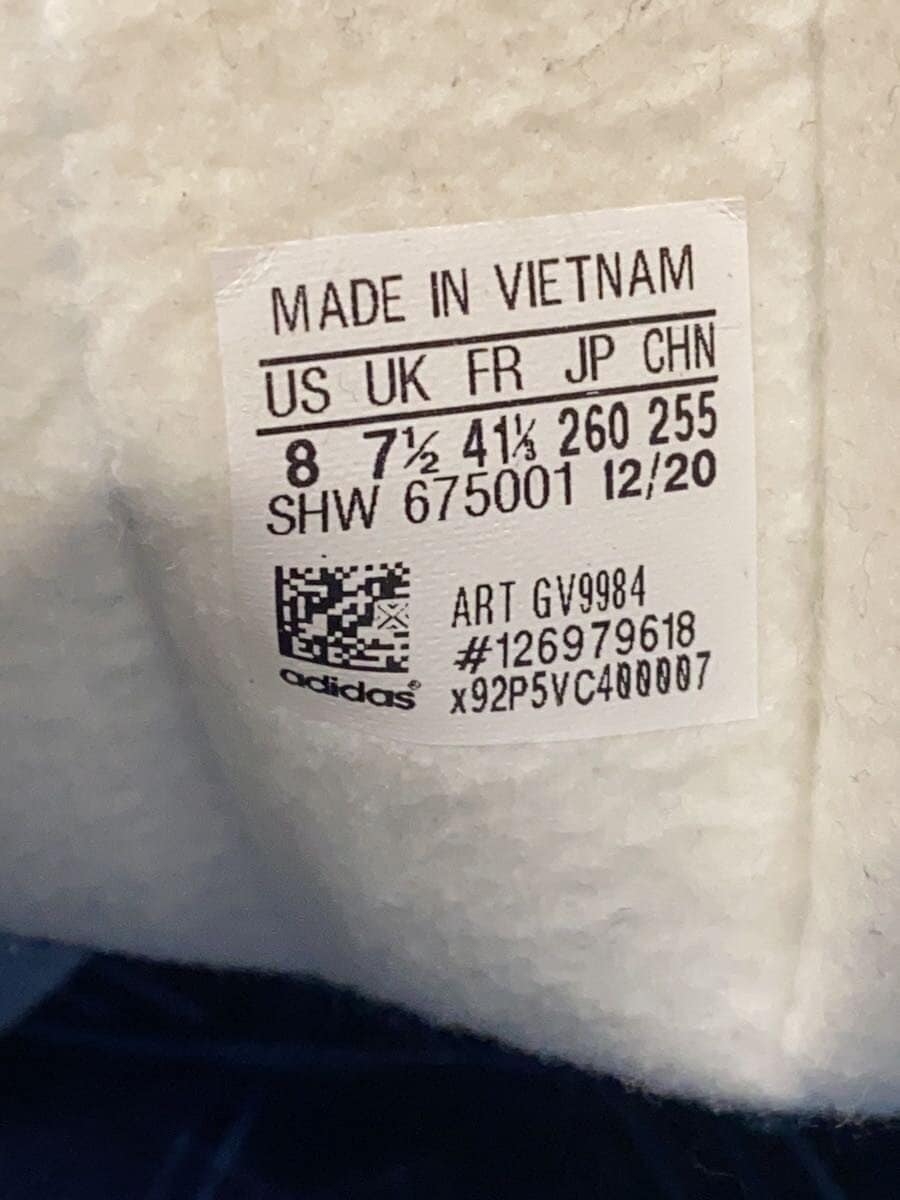 MADE IN VIETNAM
US UK FR JP CHN
8 7½ 41⅓ 260 255
SHW 675001 12/20
ART GV9984
#126979618
adidas®
x92P5VC400007